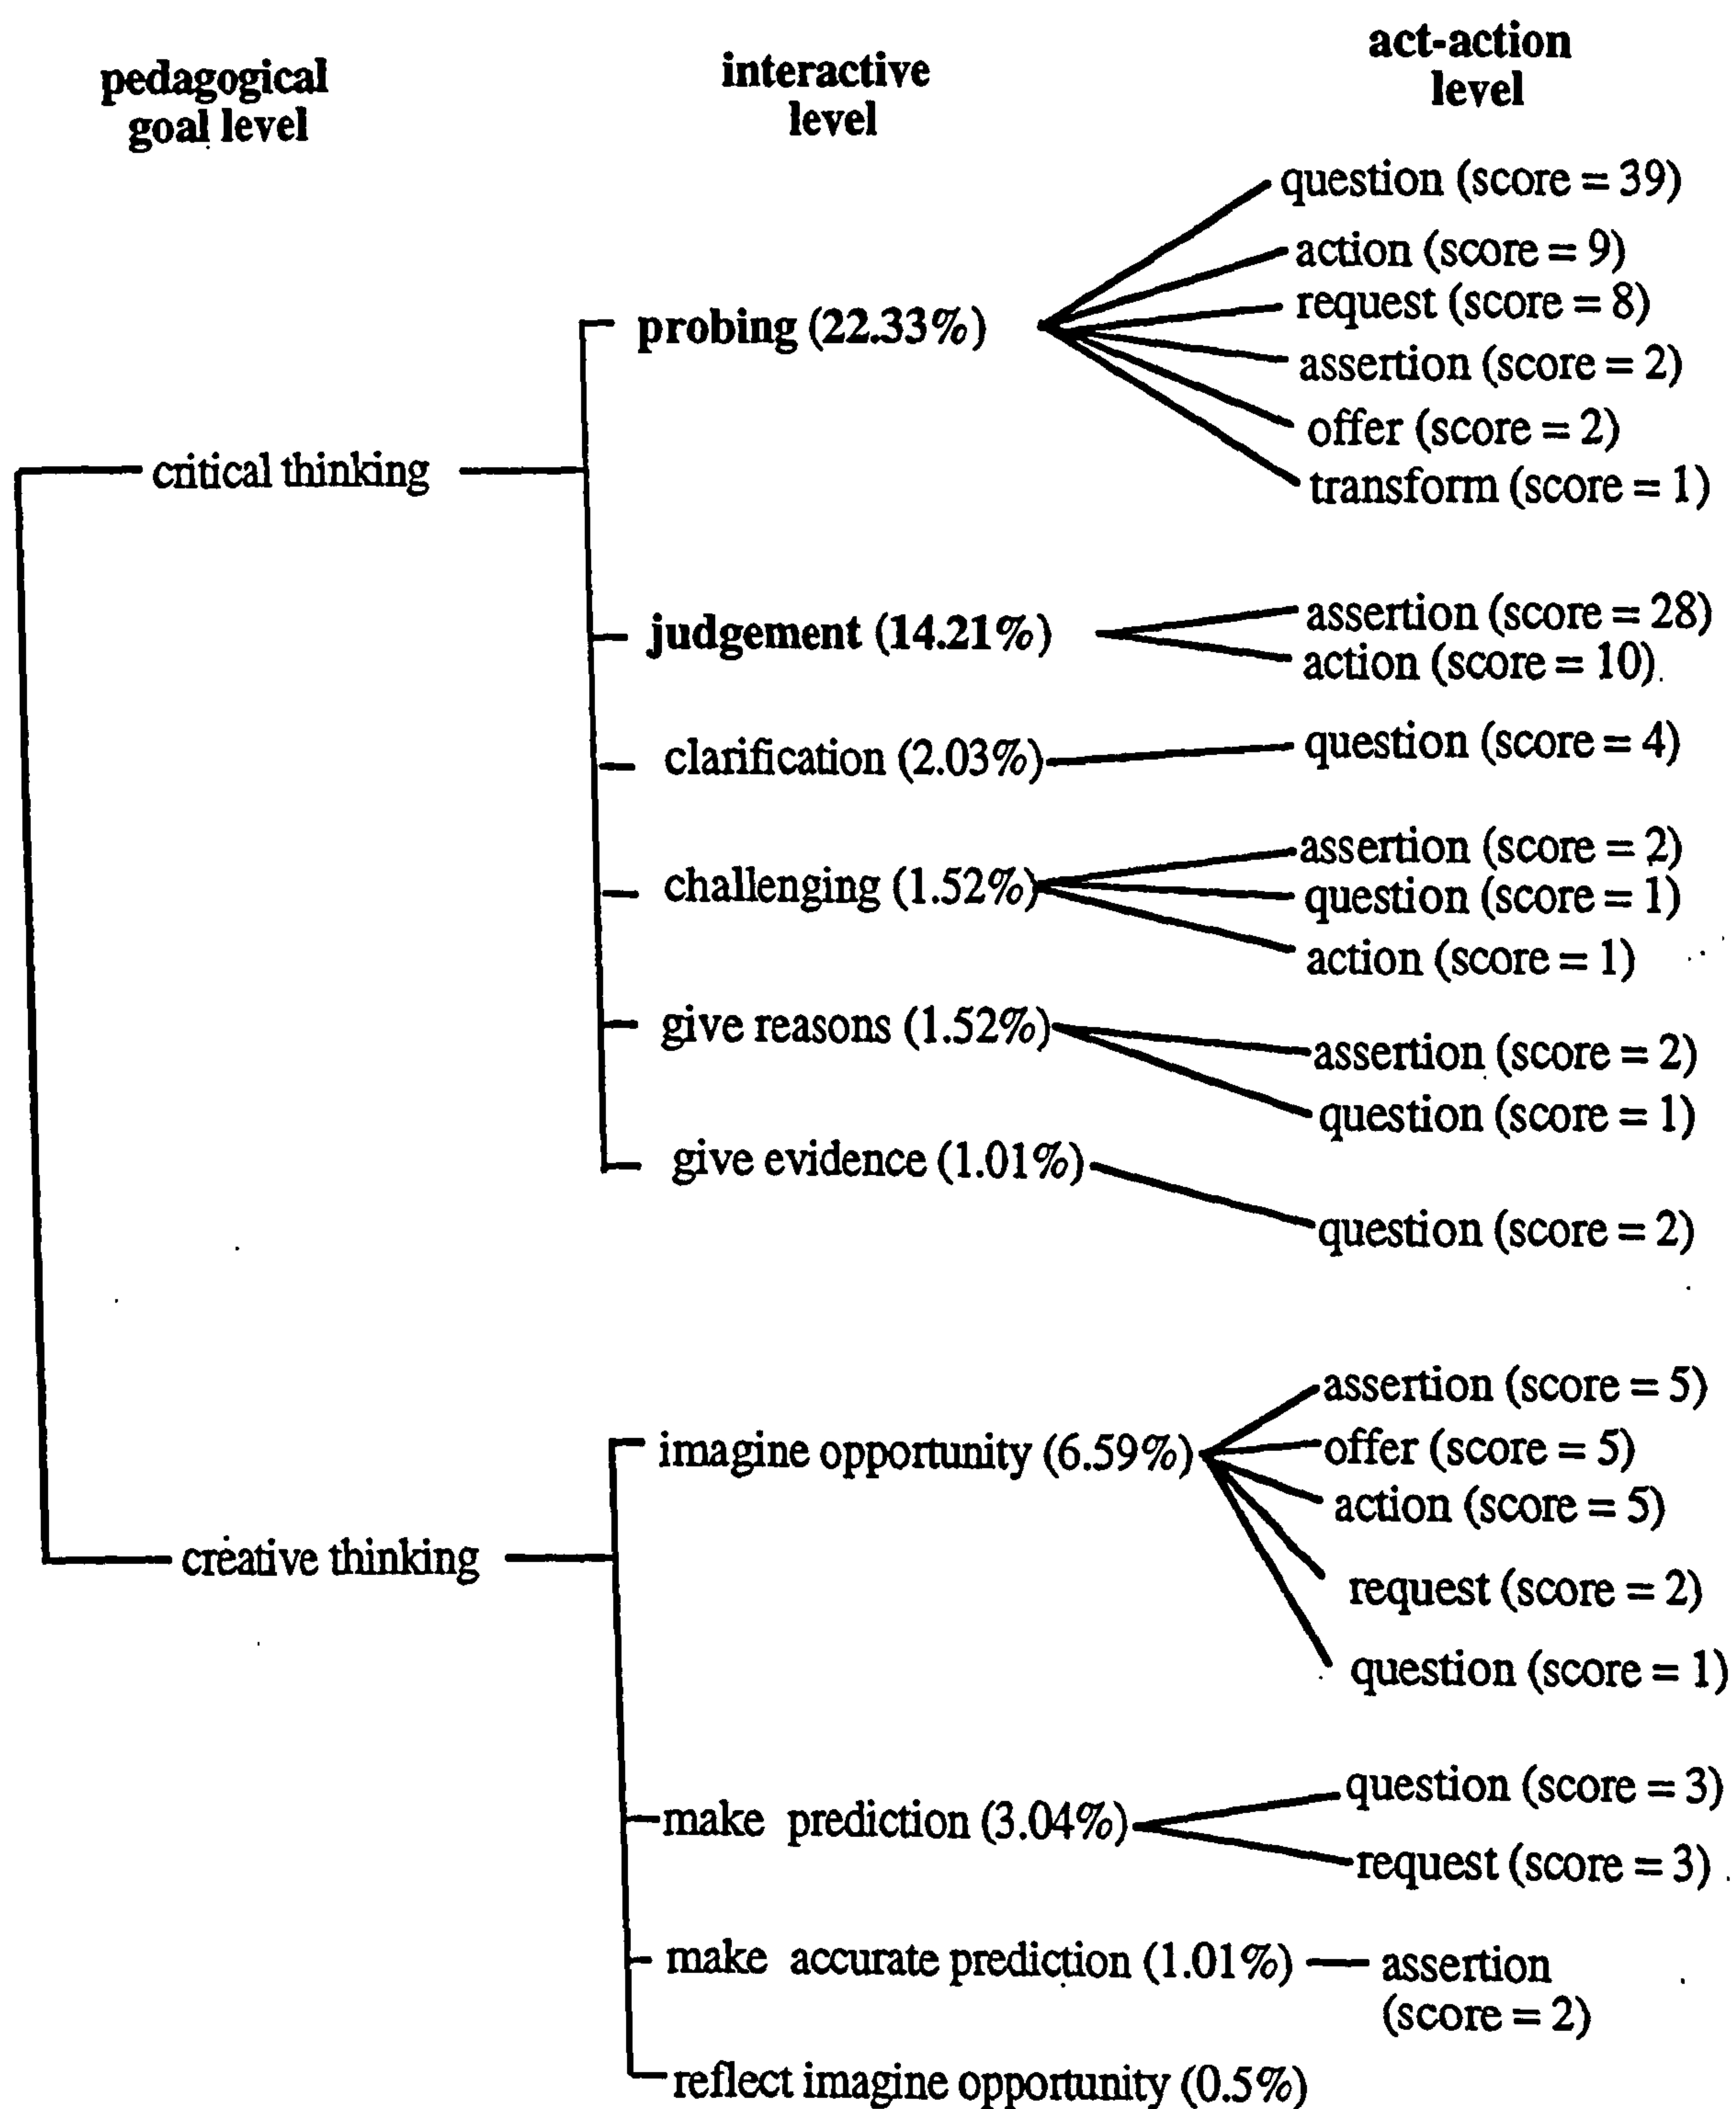 pedagogical
goal level
interactive
level
act-action
level
critical thinking
probing (22.33%)
question (score = 39)
action (score = 9)
request (score = 8)
assertion (score = 2)
offer (score = 2)
transform (score = 1)
judgement (14.21%)
assertion (score = 28)
action (score = 10)
clarification (2.03%)
question (score = 4)
challenging (1.52%)
assertion (score = 2)
question (score = 1)
action (score = 1)
give reasons (1.52%)
assertion (score = 2)
question (score = 1)
give evidence (1.01%)
question (score = 2)
creative thinking
imagine opportunity (6.59%)
assertion (score = 5)
offer (score = 5)
action (score = 5)
request (score = 2)
question (score = 1)
make prediction (3.04%)
question (score = 3)
request (score = 3)
make accurate prediction (1.01%)
assertion
(score = 2)
reflect imagine opportunity (0.5%)